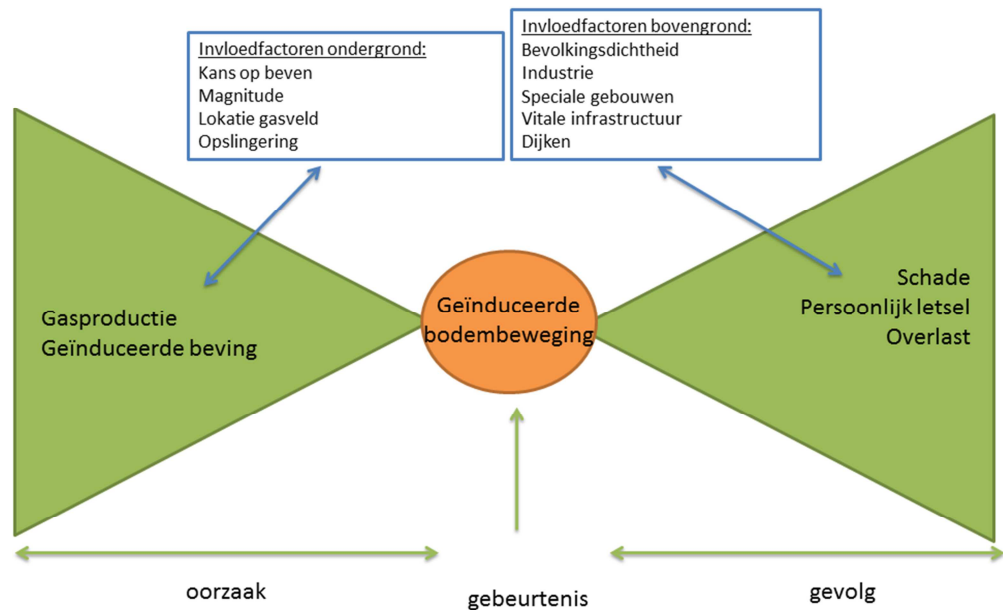 Invloedfactoren ondergrond:
Kans op beven
Magnitude
Lokatie gasveld
Opslingering
Invloedfactoren bovengrond:
Bevolkingsdichtheid
Industrie
Speciale gebouwen
Vitale infrastructuur
Dijken
Gasproductie
Geïnduceerde beving
Geïnduceerde
bodembeweging
Schade
Persoonlijk letsel
Overlast
oorzaak
gebeurtenis
gevolg